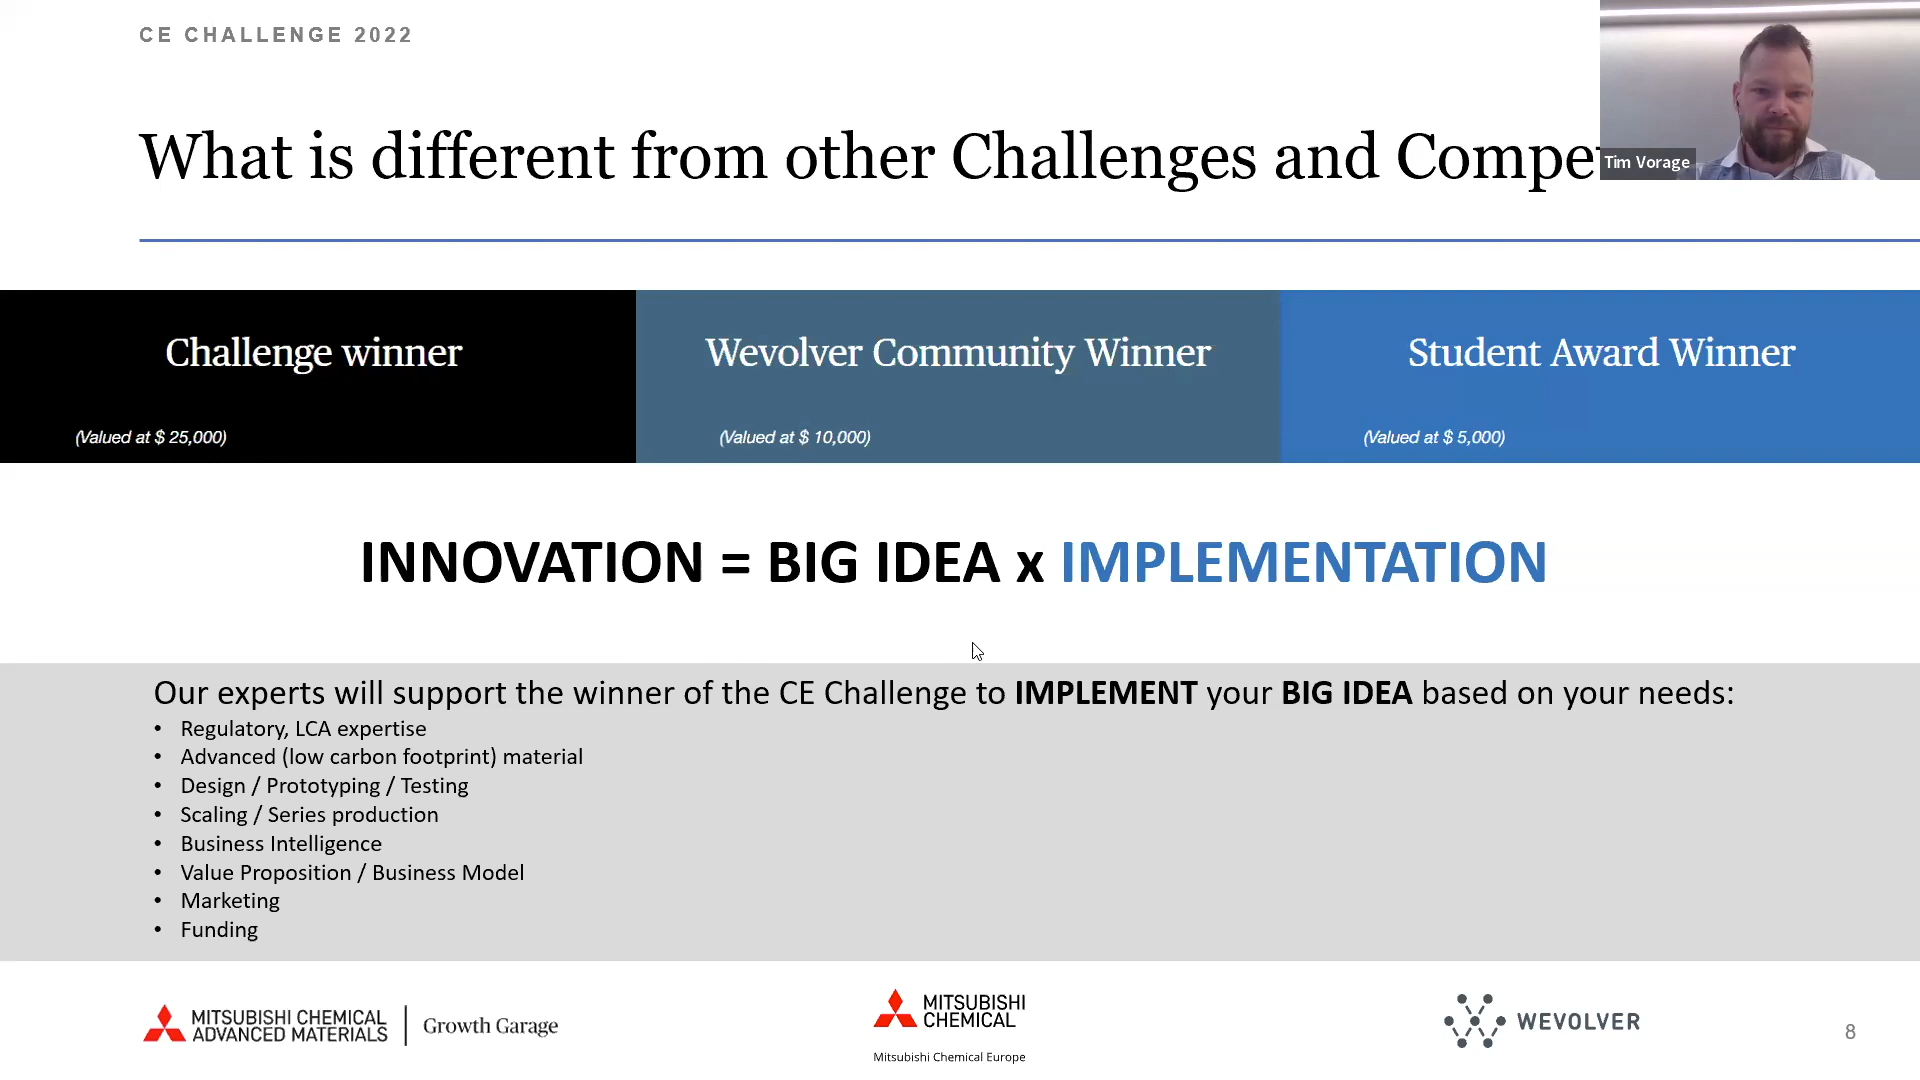 CE CHALLENGE 2022
What is different from other Challenges and Compe
Tim Vorage
Challenge winner
(Valued at $ 25,000)
Wevolver Community Winner
(Valued at $ 10,000)
Student Award Winner
(Valued at $ 5,000)
INNOVATION = BIG IDEA x IMPLEMENTATION
Our experts will support the winner of the CE Challenge to IMPLEMENT your BIG IDEA based on your needs:
• Regulatory, LCA expertise
• Advanced (low carbon footprint) material
• Design / Prototyping / Testing
• Scaling / Series production
• Business Intelligence
• Value Proposition / Business Model
• Marketing
• Funding
MITSUBISHI CHEMICAL
ADVANCED MATERIALS
Growth Garage
MITSUBISHI
CHEMICAL
Mitsubishi Chemical Europe
WEVOLVER
8